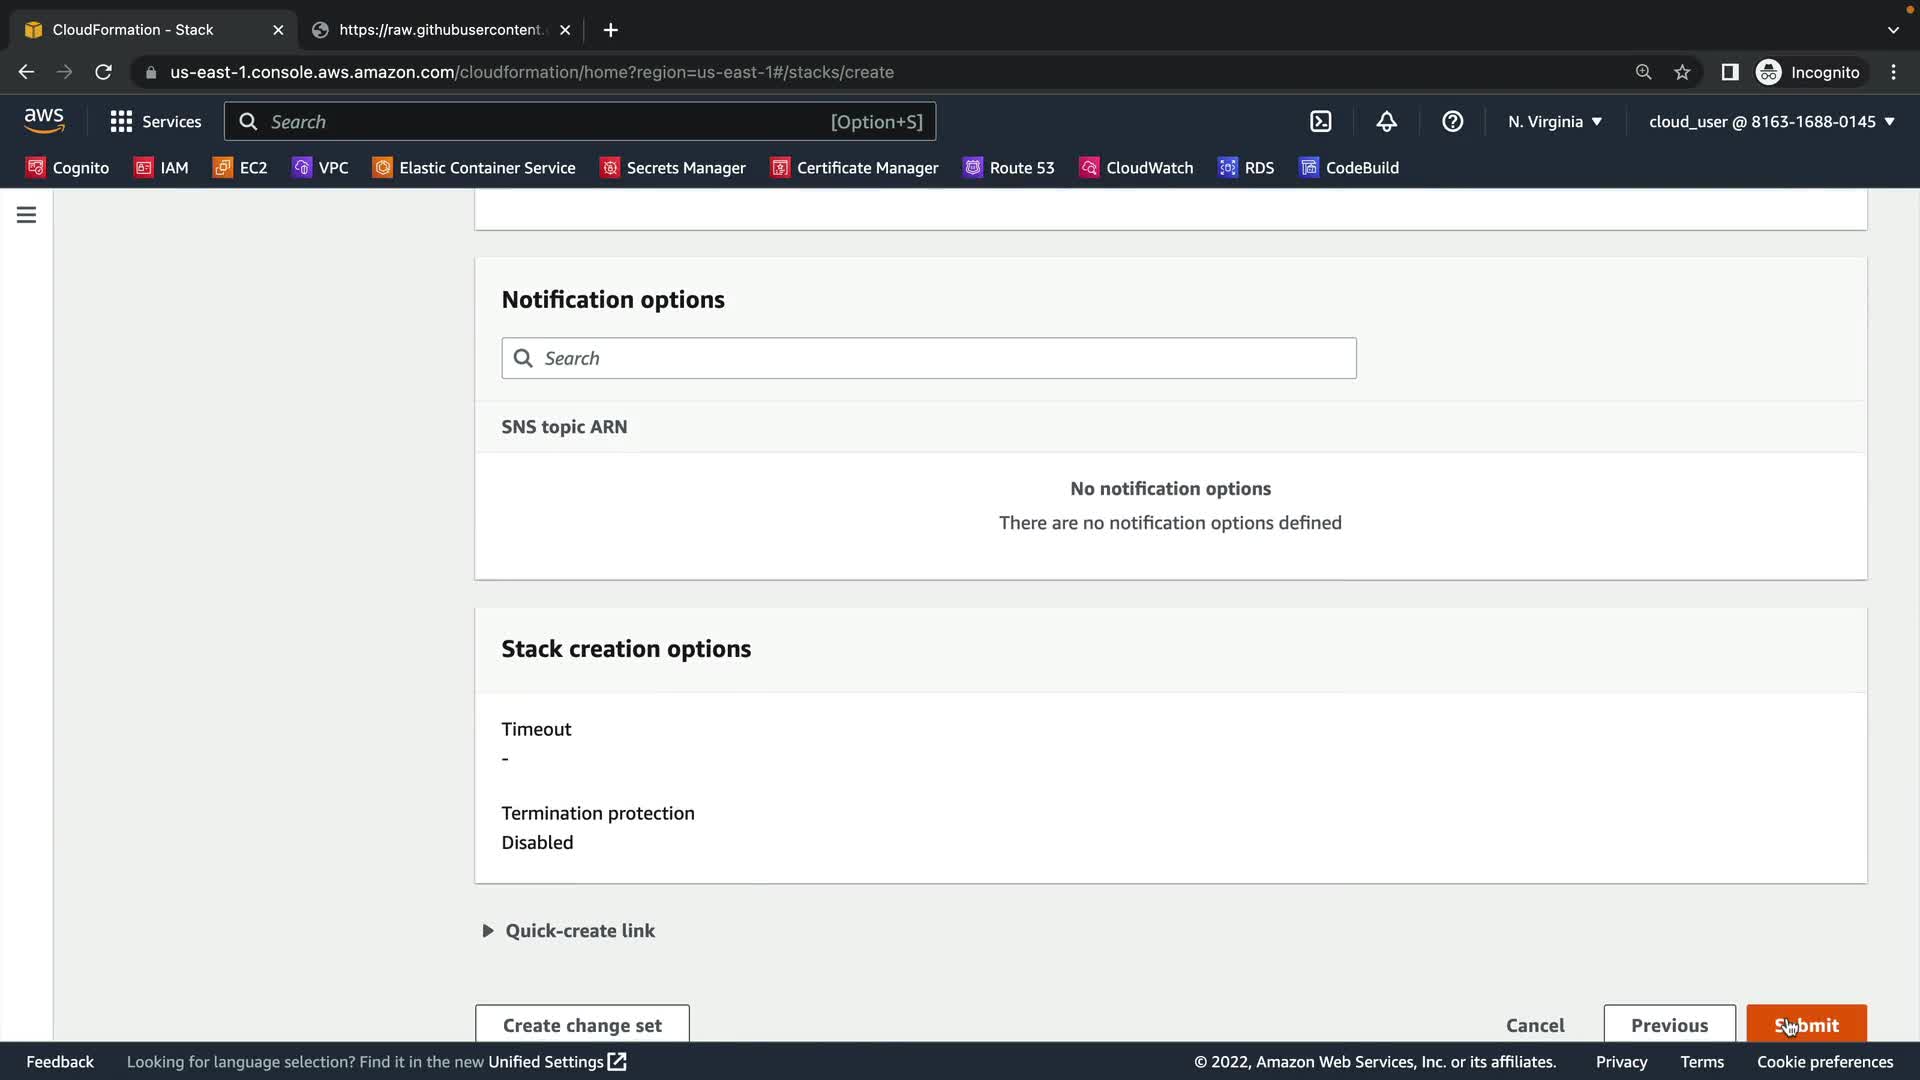 CloudFormation - Stack
https://raw.githubusercontent.
us-east-1.console.aws.amazon.com/cloudformation/home?region=us-east-1#/stacks/create
Incognito
aws
Services
Search
[Option+S]
N. Virginia
cloud_user @ 8163-1688-0145
Cognito
IAM
EC2
VPC
Elastic Container Service
Secrets Manager
Certificate Manager
Route 53
CloudWatch
RDS
CodeBuild
Notification options
Search
SNS topic ARN
No notification options
There are no notification options defined
Stack creation options
Timeout
-
Termination protection
Disabled
Quick-create link
Create change set
Cancel
Previous
Submit
Feedback
Looking for language selection? Find it in the new Unified Settings
© 2022, Amazon Web Services, Inc. or its affiliates.
Privacy
Terms
Cookie preferences